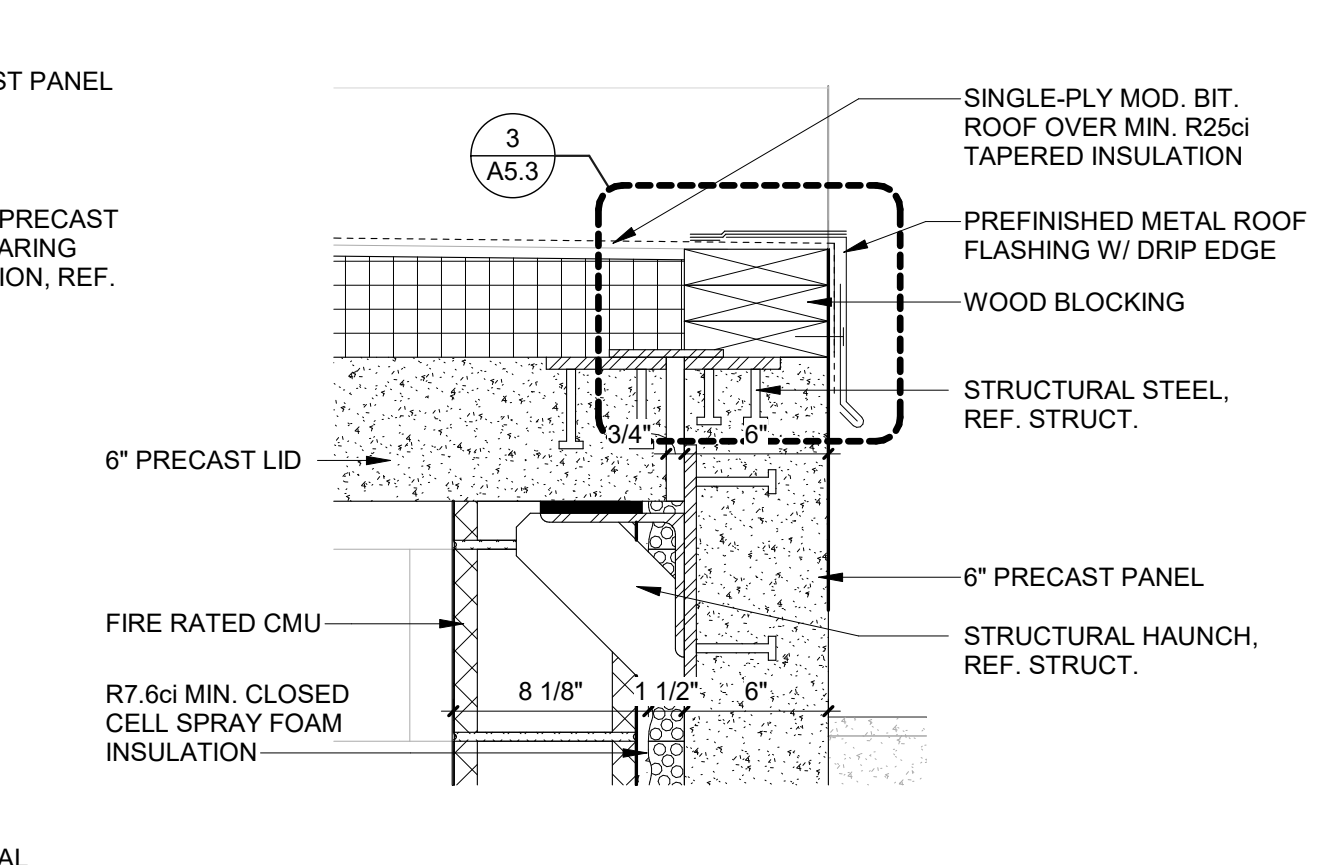 ST PANEL
PRECAST
ARING
ION, REF.
3
A5.3
SINGLE-PLY MOD. BIT.
ROOF OVER MIN. R25ci
TAPERED INSULATION
PREFINISHED METAL ROOF
FLASHING W/ DRIP EDGE
WOOD BLOCKING
STRUCTURAL STEEL,
REF. STRUCT.
3/4" 6"
6" PRECAST LID
6" PRECAST PANEL
FIRE RATED CMU
STRUCTURAL HAUNCH,
REF. STRUCT.
8 1/8" 1 1/2" 6"
R7.6ci MIN. CLOSED
CELL SPRAY FOAM
INSULATION
AL